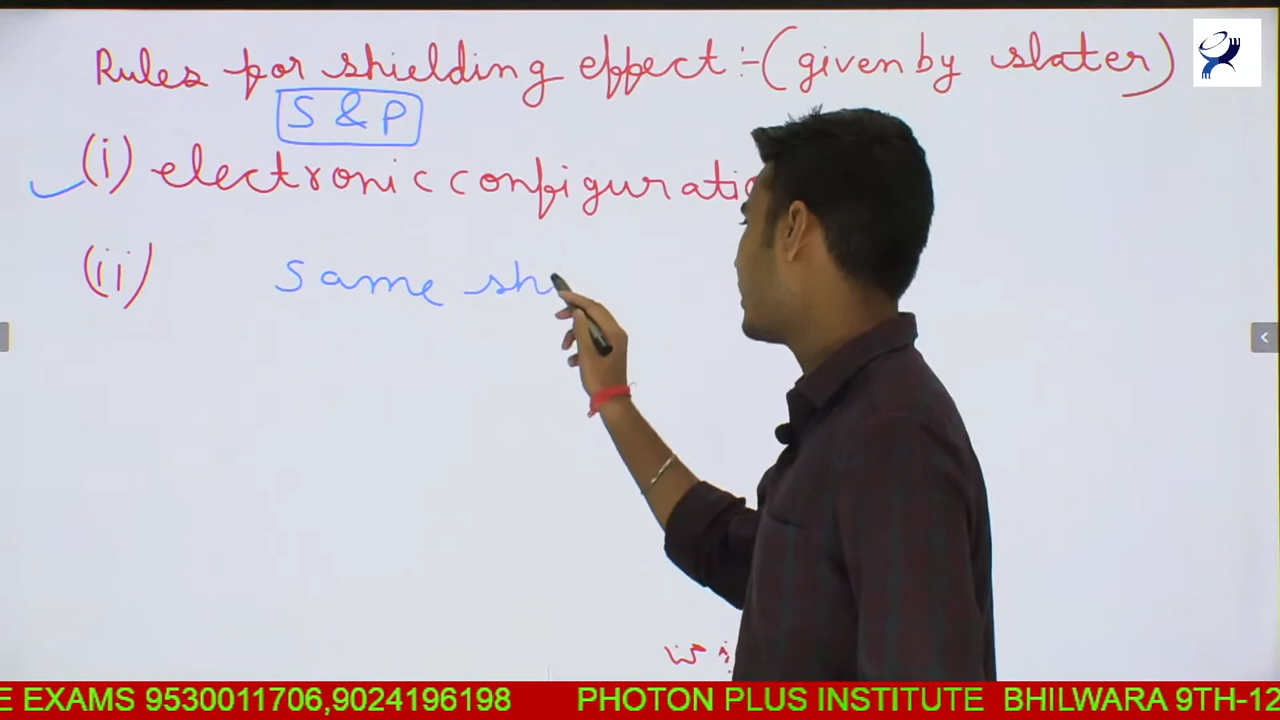 Rules for shielding effect :- (given by slater)
S & P
(i) electronic configuratio
(ii) Same sh
E EXAMS 9530011706,9024196198 PHOTON PLUS INSTITUTE BHILWARA 9TH-12